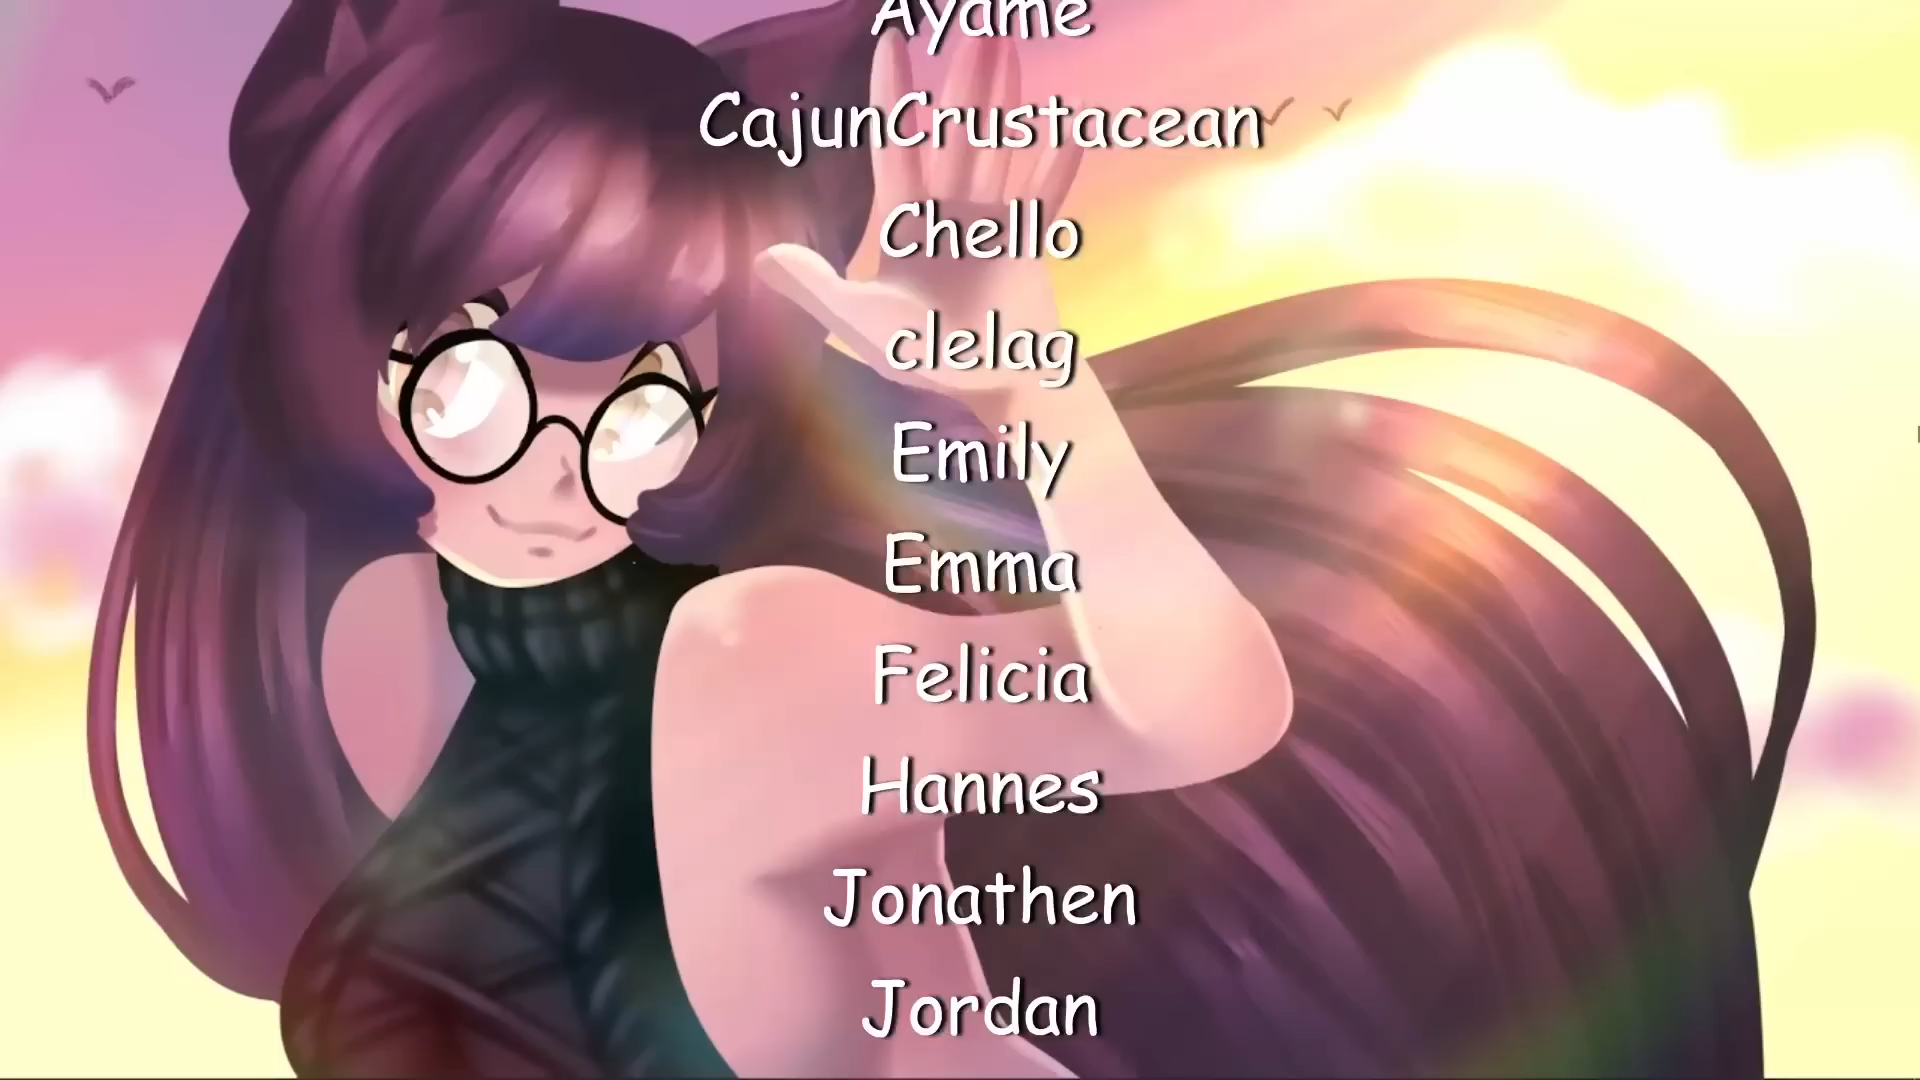 Ayame
CajunCrustacean
Chello
clelag
Emily
Emma
Felicia
Hannes
Jonathen
Jordan